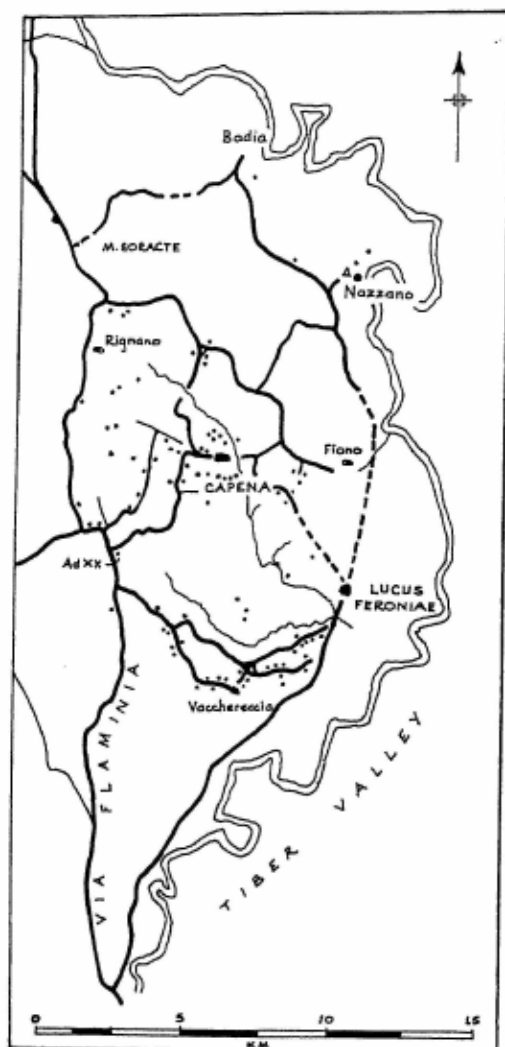 Badia
M. SORACTE
Nazzano
Rignano
Fiano
CAPENA
Ad XX
LUCUS
FERONIAE
Vacchereccia
VIA FLAMINIA
TIBER VALLEY
0 5 10 15
KM